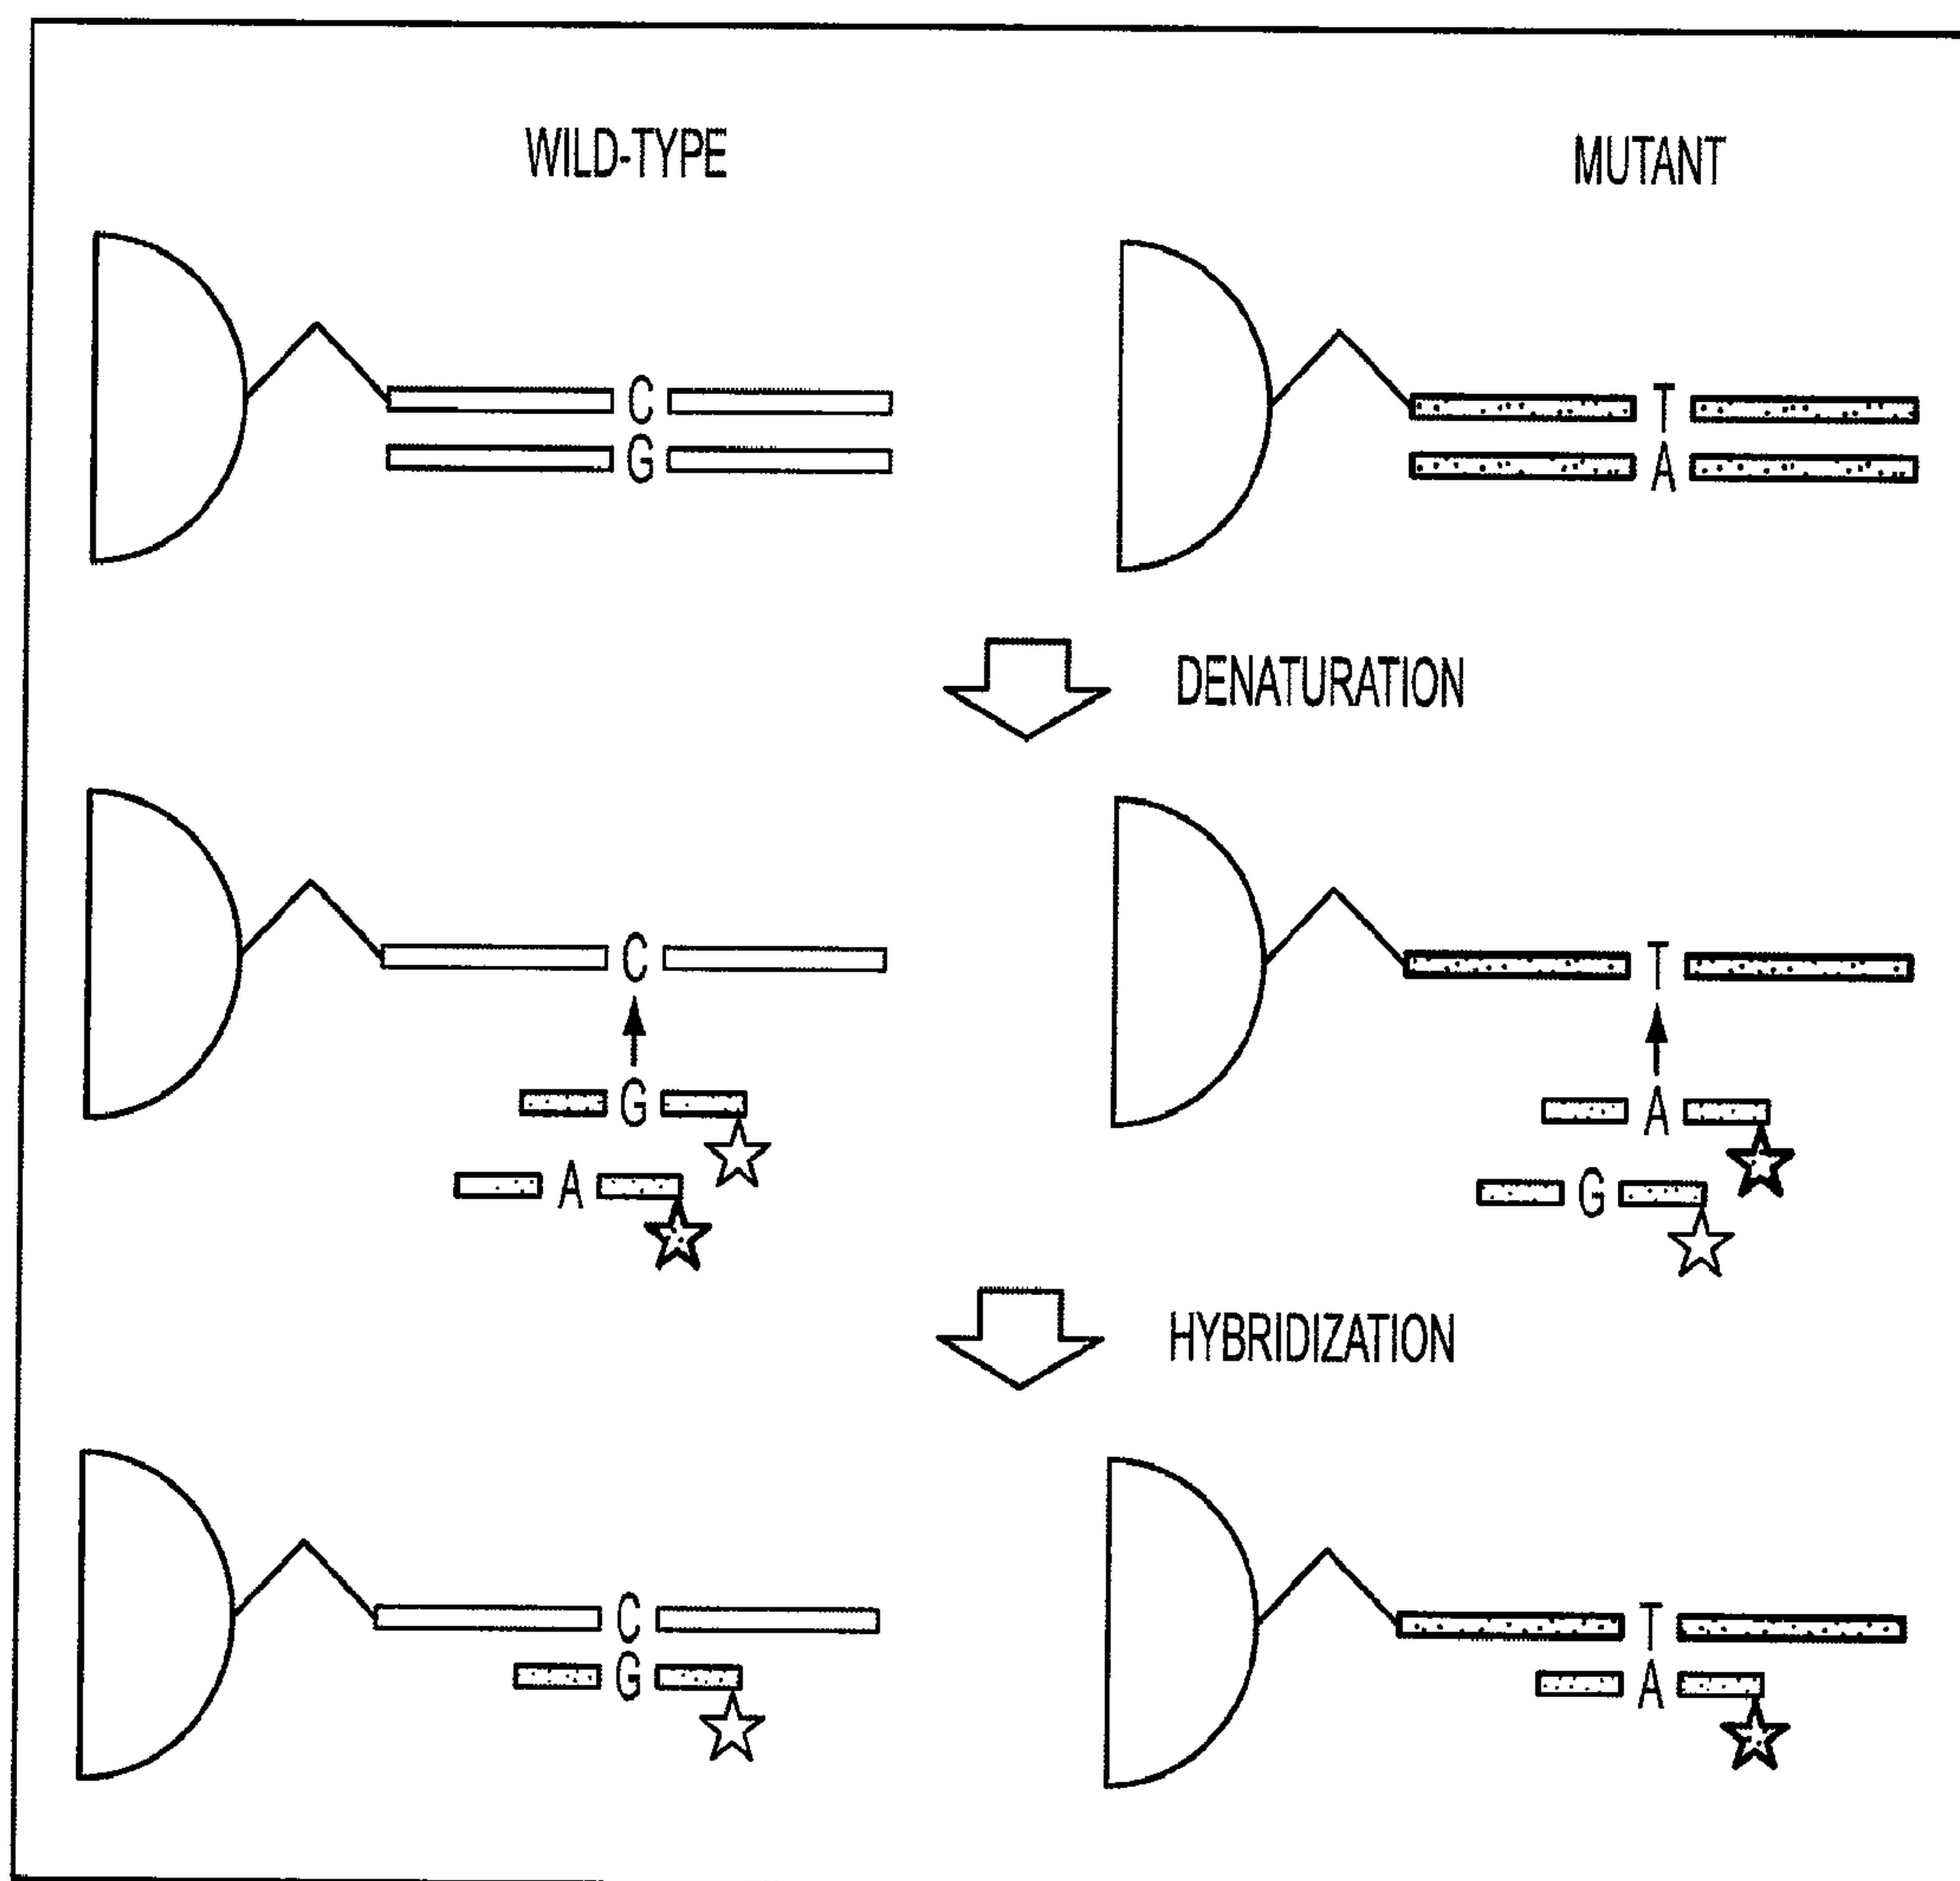 WILD-TYPE MUTANT
C T
G A
DENATURATION
C T
G A
A G
HYBRIDIZATION
C T
G A